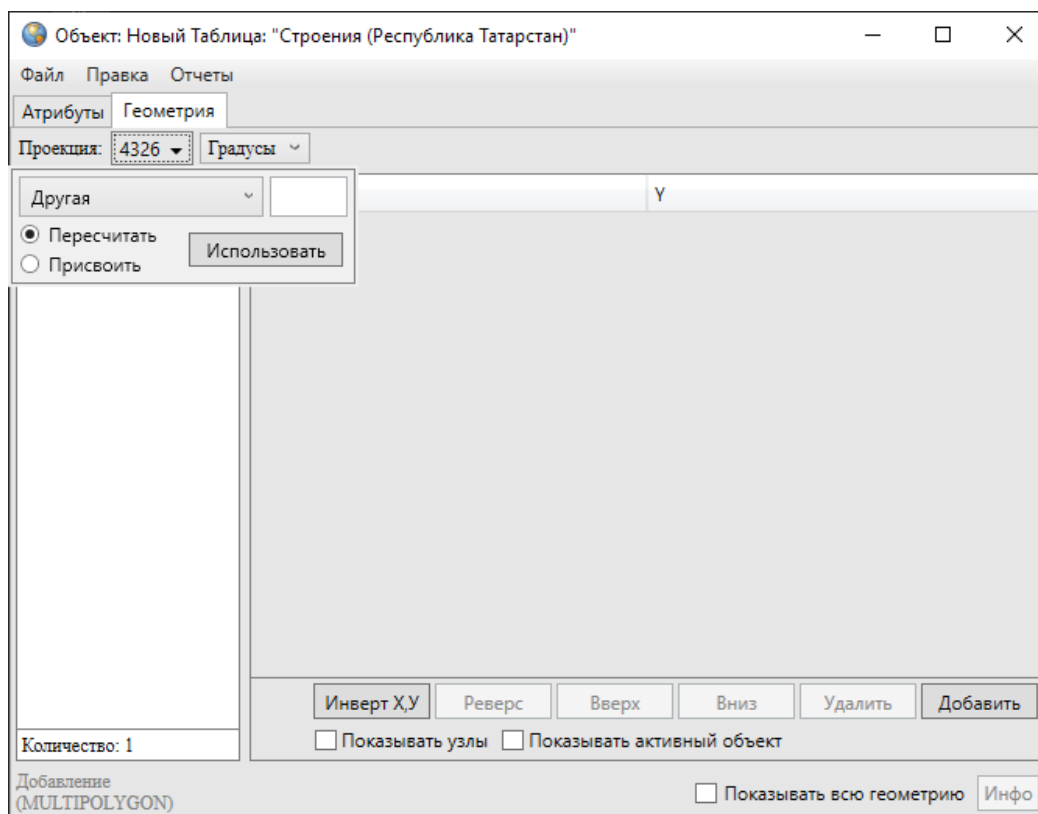 Объект: Новый Таблица: "Строения (Республика Татарстан)"
Файл Правка Отчеты
Атрибуты Геометрия
Проекция: 4326 Градусы
Другая
Y
Пересчитать
Использовать
Присвоить
Инверт X,У Реверс Вверх Вниз Удалить Добавить
Количество: 1
Показывать узлы Показывать активный объект
Добавление
(MULTIPOLYGON)
Показывать всю геометрию Инфо